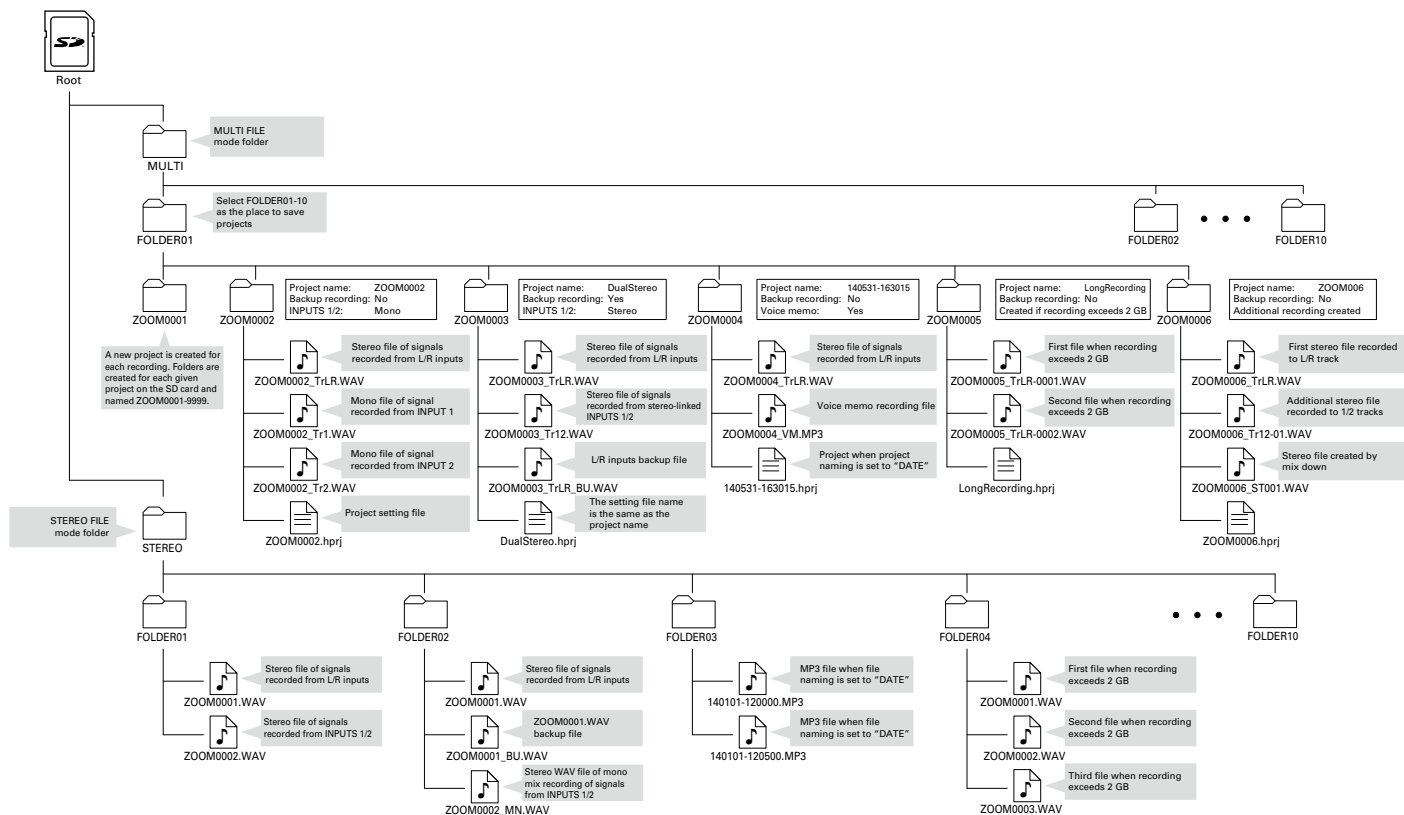 SD
Root
MULTI FILE
mode folder
MULTI
Select FOLDER01-10
as the place to save
projects
FOLDER01
FOLDER02
FOLDER10
ZOOM0001
A new project is created for
each recording. Folders are
created for each given
project on the SD card and
named ZOOM0001-9999.
ZOOM0002
Project name: ZOOM0002
Backup recording: No
INPUTS 1/2: Mono
Stereo file of signals
recorded from L/R inputs
ZOOM0002_TrLR.WAV
Mono file of signal
recorded from INPUT 1
ZOOM0002_Tr1.WAV
Mono file of signal
recorded from INPUT 2
ZOOM0002_Tr2.WAV
Project setting file
ZOOM0002.hprj
ZOOM0003
Project name: DualStereo
Backup recording: Yes
INPUTS 1/2: Stereo
Stereo file of signals
recorded from L/R inputs
ZOOM0003_TrLR.WAV
Stereo file of signals
recorded from stereo-linked
INPUTS 1/2
ZOOM0003_Tr12.WAV
L/R inputs backup file
ZOOM0003_TrLR_BU.WAV
The setting file name
is the same as the
project name
DualStereo.hprj
ZOOM0004
Project name: 140531-163015
Backup recording: No
Voice memo: Yes
Stereo file of signals
recorded from L/R inputs
ZOOM0004_TrLR.WAV
Voice memo recording file
ZOOM0004_VM.MP3
Project when project
naming is set to “DATE”
140531-163015.hprj
ZOOM0005
Project name: LongRecording
Backup recording: No
Created if recording exceeds 2 GB
First file when recording
exceeds 2 GB
ZOOM0005_TrLR-0001.WAV
Second file when recording
exceeds 2 GB
ZOOM0005_TrLR-0002.WAV
LongRecording.hprj
ZOOM0006
Project name: ZOOM006
Backup recording: No
Additional recording created
First stereo file recorded
to L/R track
ZOOM0006_TrLR.WAV
Additional stereo file
recorded to 1/2 tracks
ZOOM0006_Tr12-01.WAV
Stereo file created by
mix down
ZOOM0006_ST001.WAV
ZOOM0006.hprj
STEREO FILE
mode folder
STEREO
FOLDER01
Stereo file of signals
recorded from L/R inputs
ZOOM0001.WAV
Stereo file of signals
recorded from INPUTS 1/2
ZOOM0002.WAV
FOLDER02
Stereo file of signals
recorded from L/R inputs
ZOOM0001.WAV
ZOOM0001.WAV
backup file
ZOOM0001_BU.WAV
Stereo WAV file of mono
mix recording of signals
from INPUTS 1/2
ZOOM0002_MN.WAV
FOLDER03
MP3 file when file
naming is set to “DATE”
140101-120000.MP3
MP3 file when file
naming is set to “DATE”
140101-120500.MP3
FOLDER04
First file when recording
exceeds 2 GB
ZOOM0001.WAV
Second file when recording
exceeds 2 GB
ZOOM0002.WAV
Third file when recording
exceeds 2 GB
ZOOM0003.WAV
FOLDER10